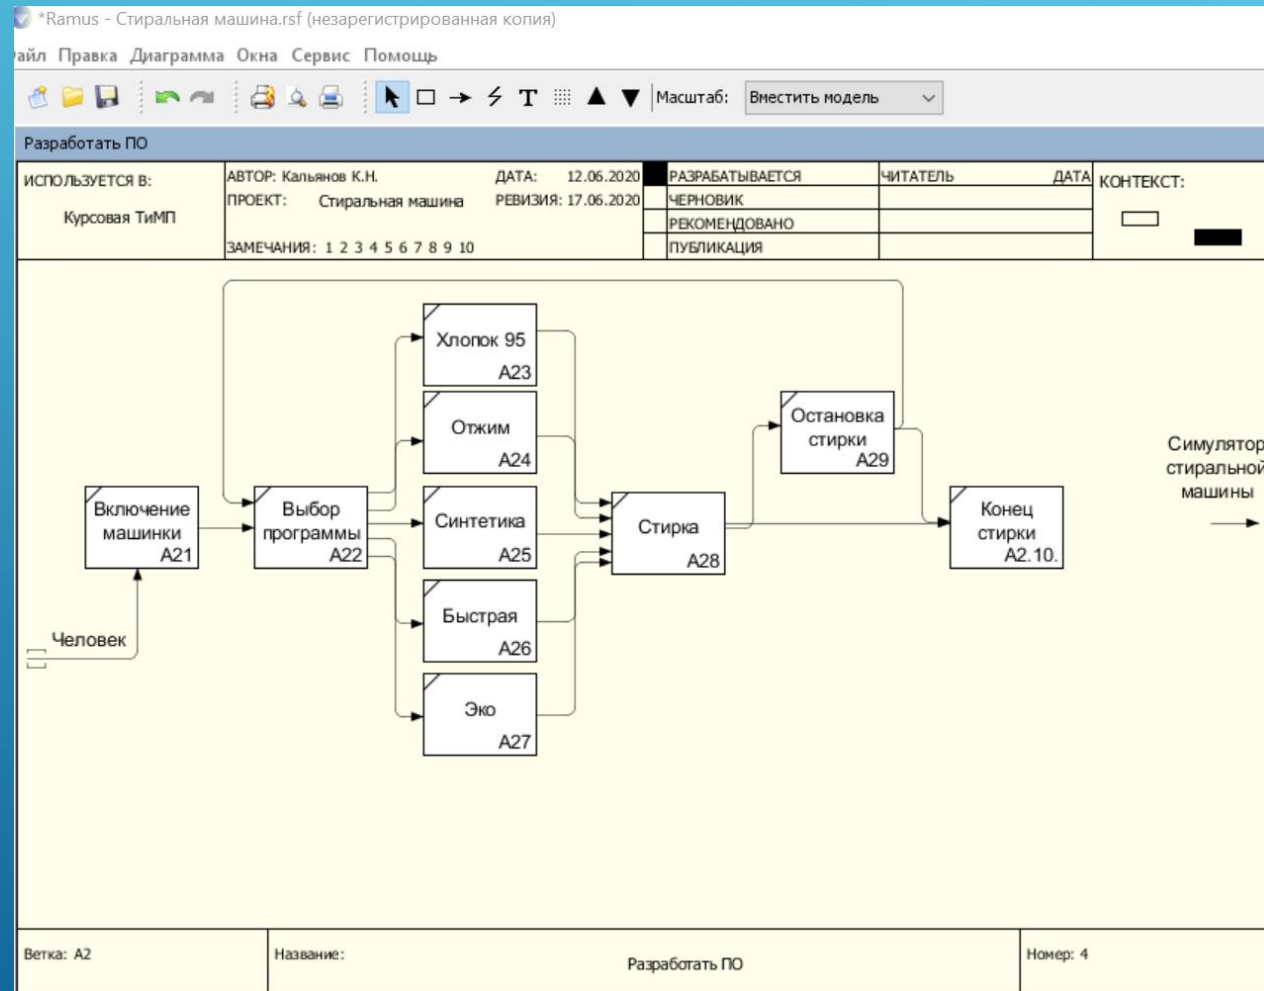 *Ramus - Стиральная машина.rsf (незарегистрированная копия)
айл Правка Диаграмма Окна Сервис Помощь
T Масштаб: Вместить модель
Разработать ПО
ИСПОЛЬЗУЕТСЯ В:
Курсовая ТиМП
АВТОР: Кальянов К.Н. ДАТА: 12.06.2020
ПРОЕКТ: Стиральная машина РЕВИЗИЯ: 17.06.2020
ЗАМЕЧАНИЯ: 1 2 3 4 5 6 7 8 9 10
РАЗРАБАТЫВАЕТСЯ
ЧЕРНОВИК
РЕКОМЕНДОВАНО
ПУБЛИКАЦИЯ
ЧИТАТЕЛЬ ДАТА
КОНТЕКСТ:
Хлопок 95
A23
Отжим
A24
Остановка
стирки
A29
Симулятор
стиральной
машины
Включение
машинки
A21
Выбор
программы
A22
Синтетика
A25
Стирка
A28
Конец
стирки
A2.10.
Быстрая
A26
Человек
Эко
A27
Ветка: A2
Название:
Разработать ПО
Номер: 4